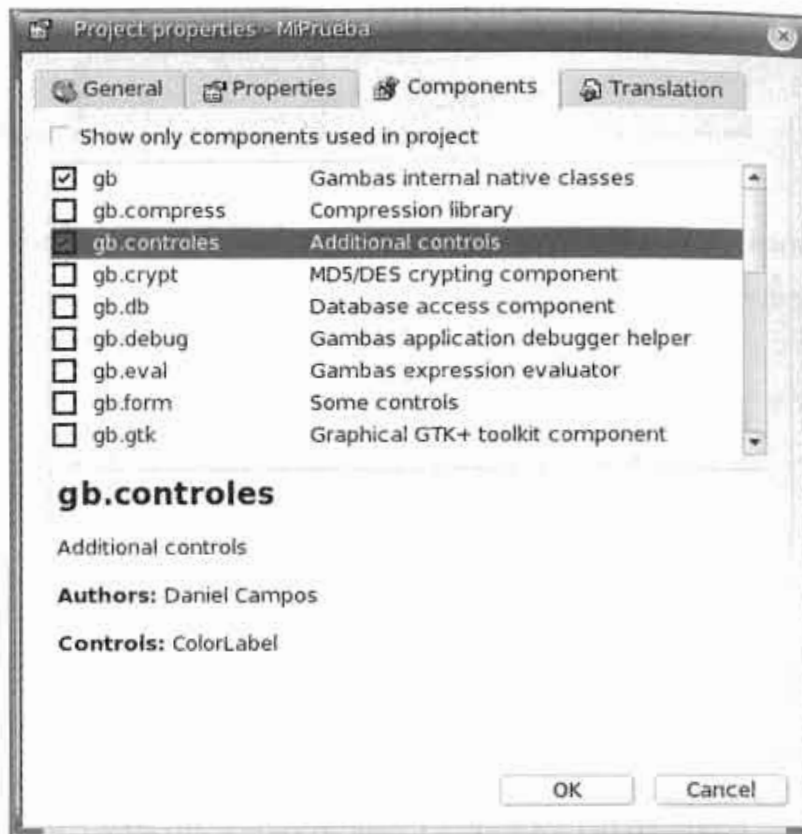 Project properties - MiPrueba
General Properties Components Translation
Show only components used in project
gb Gambas internal native classes
gb.compress Compression library
gb.controles Additional controls
gb.crypt MD5/DES crypting component
gb.db Database access component
gb.debug Gambas application debugger helper
gb.eval Gambas expression evaluator
gb.form Some controls
gb.gtk Graphical GTK+ toolkit component
gb.controles
Additional controls
Authors: Daniel Campos
Controls: ColorLabel
OK Cancel